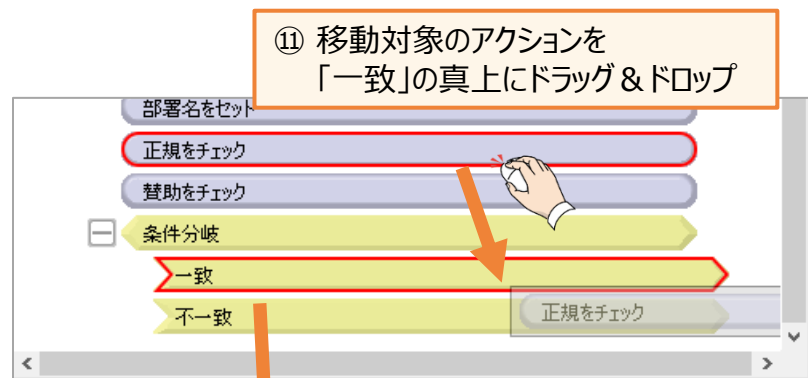 ⑪ 移動対象のアクションを
「一致」の真上にドラッグ＆ドロップ
部署名をセット
正規をチェック
賛助をチェック
条件分岐
一致
不一致
正規をチェック